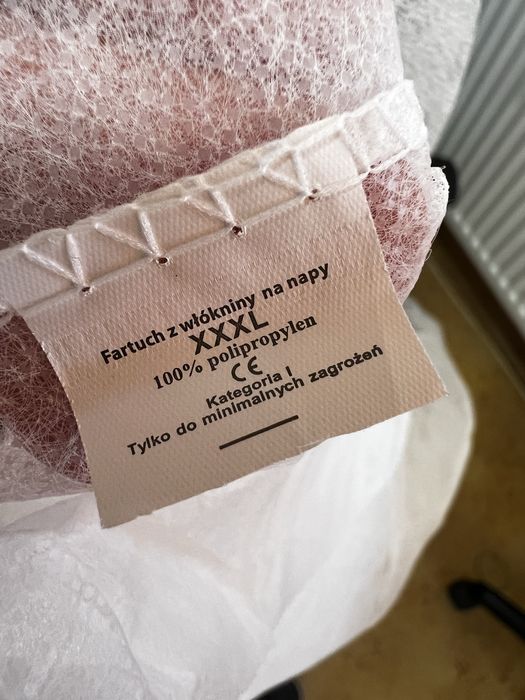 Fartuch z włókniny na napy
XXXL
100% polipropylen
CE
Kategoria I
Tylko do minimalnych zagrożeń